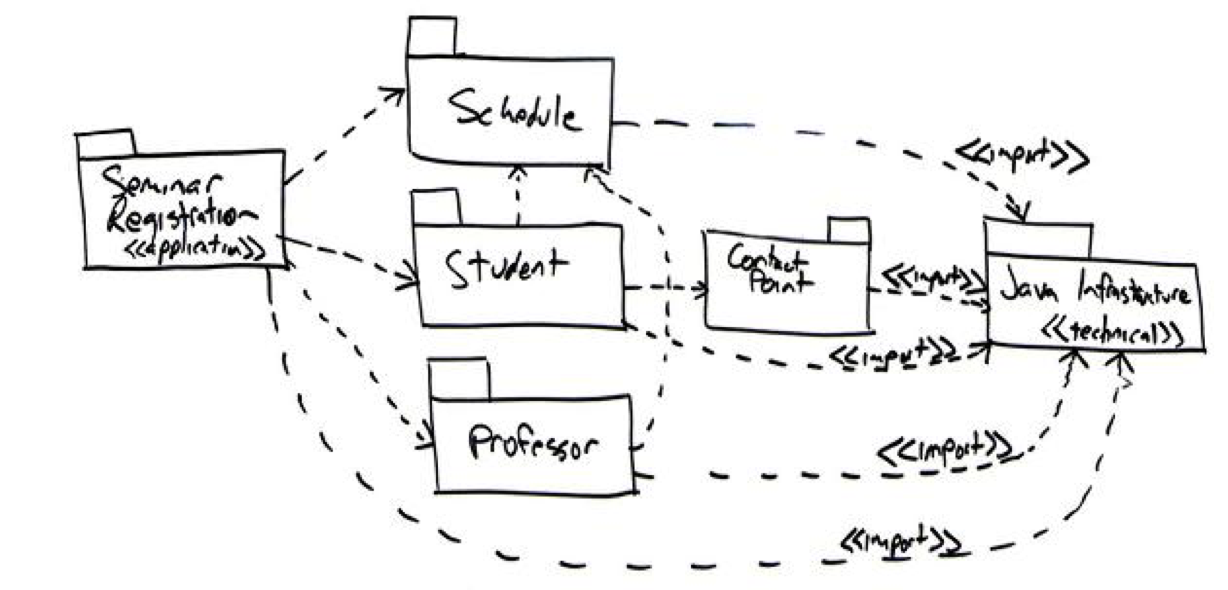 Schedule
<<import>>
Seminar
Registration
<<application>>
Student
Contact
Point
<<import>>
Java Infrastructure
<<technical>>
<<import>>
Professor
<<import>>
<<import>>